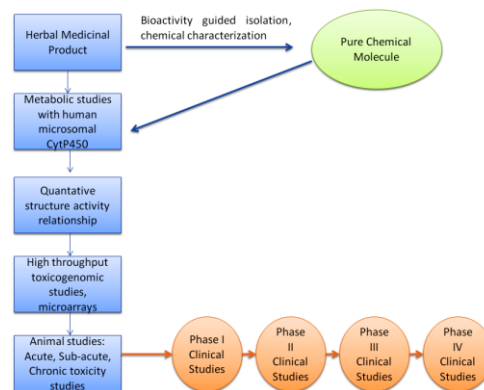 Herbal Medicinal
Product
Bioactivity guided isolation,
chemical characterization
Pure Chemical
Molecule
Metabolic studies
with human
microsomal
CytP450
Quantative
structure activity
relationship
High throughput
toxicogenomic
studies,
microarrays
Animal studies:
Acute, Sub-acute,
Chronic toxicity
studies
Phase I
Clinical
Studies
Phase
II
Clinical
Studies
Phase
III
Clinical
Studies
Phase
IV
Clinical
Studies